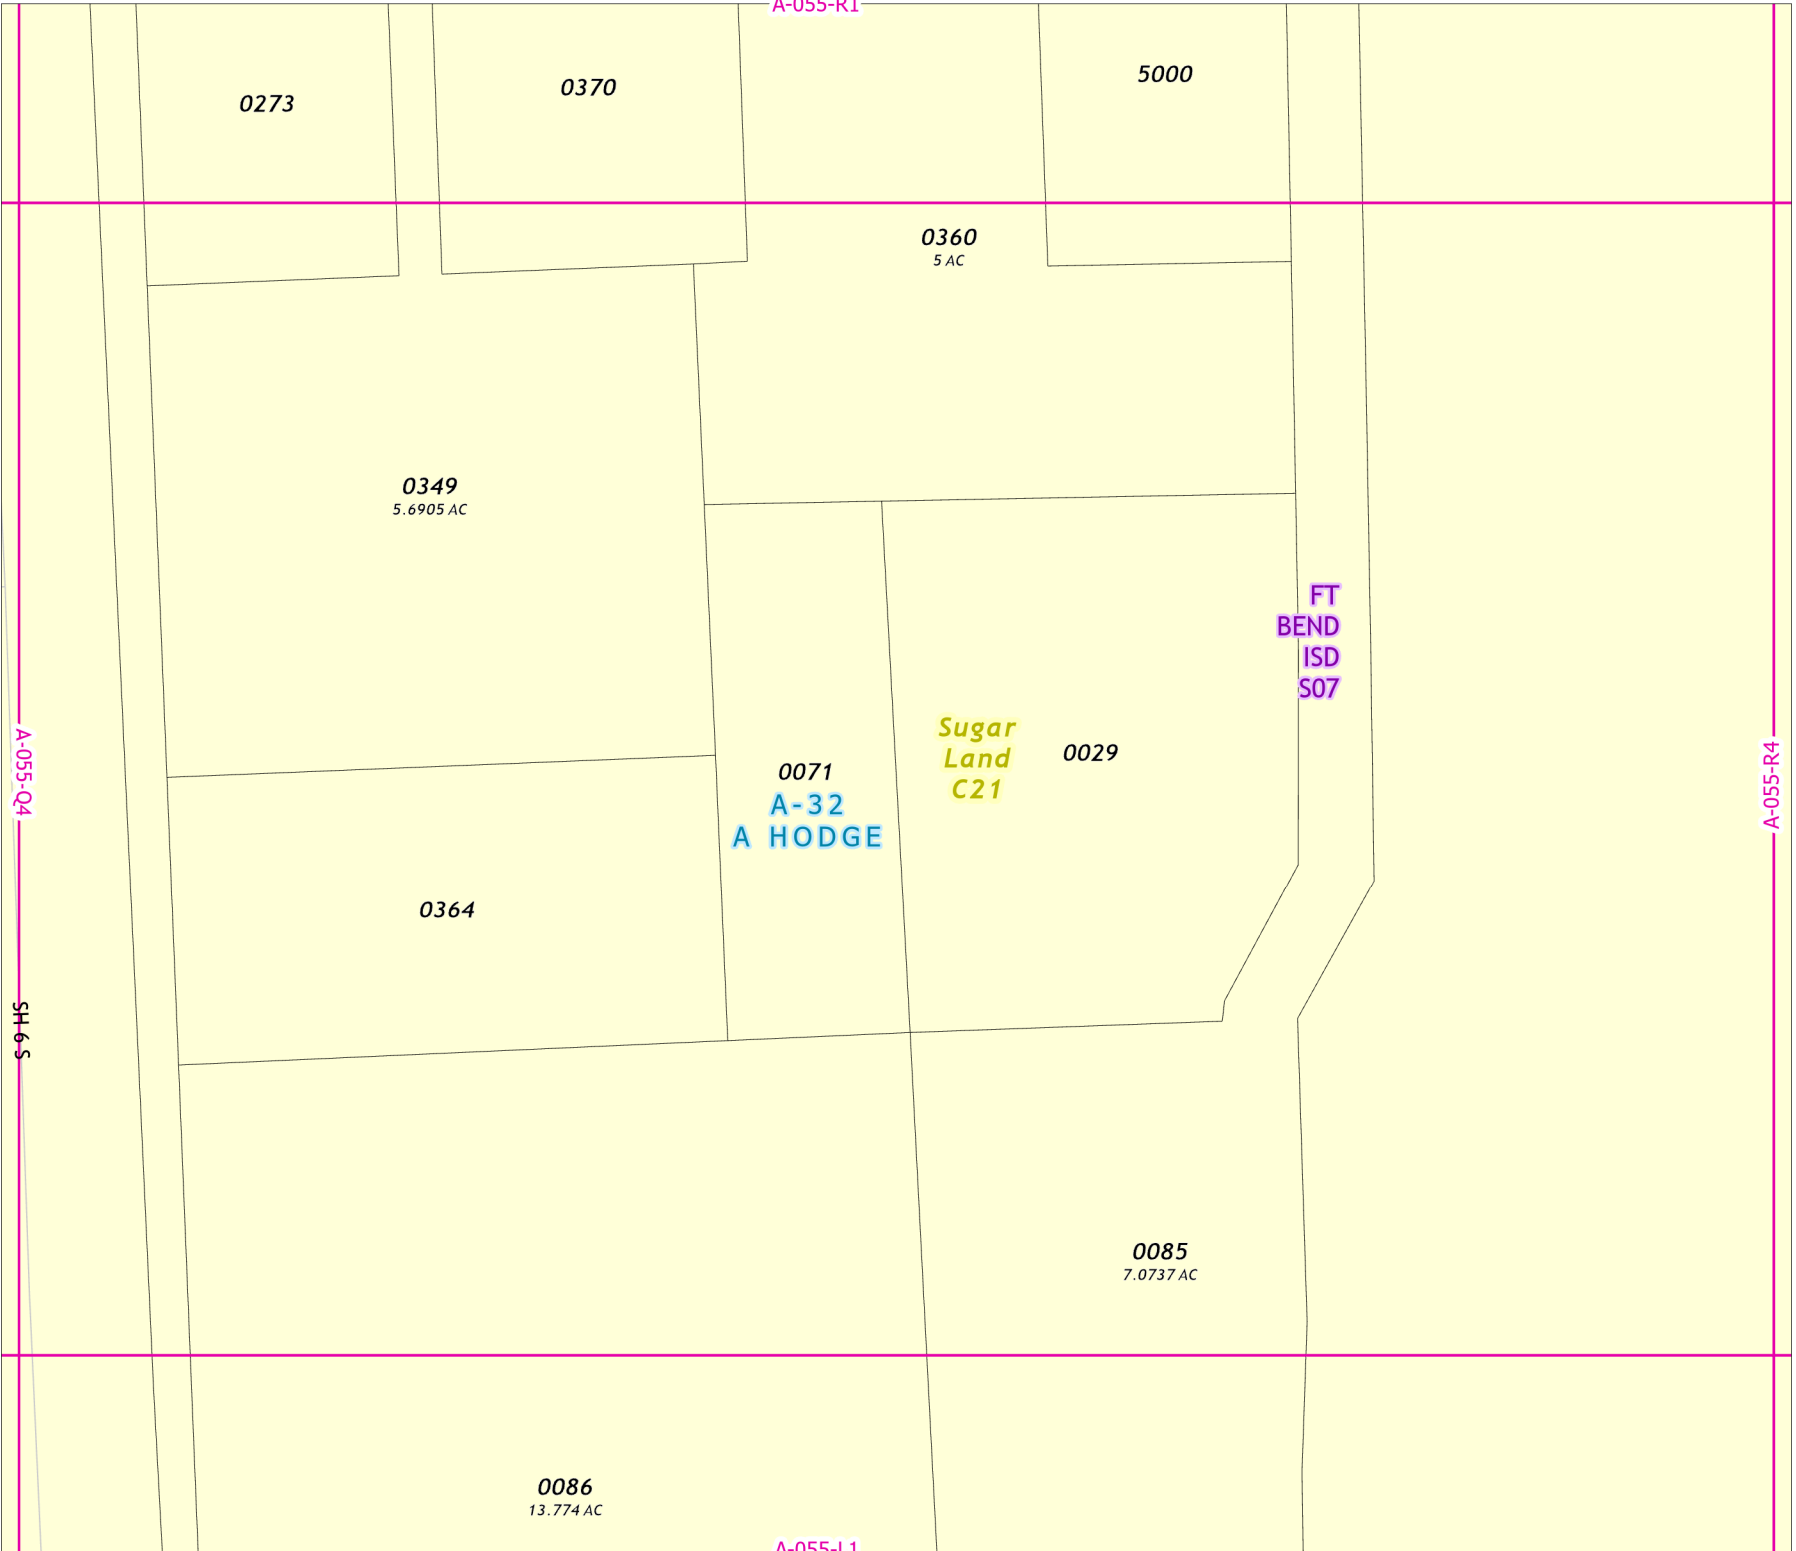 A-055-R1
5000
0370
0273
0360
5 AC
0349
5.6905 AC
FT
BEND
ISD
S07
Sugar
Land
C21
0029
0071
A-32
A HODGE
A-055-Q4
A-055-R4
0364
SH 6 S
0085
7.0737 AC
0086
13.774 AC
A-055-L1